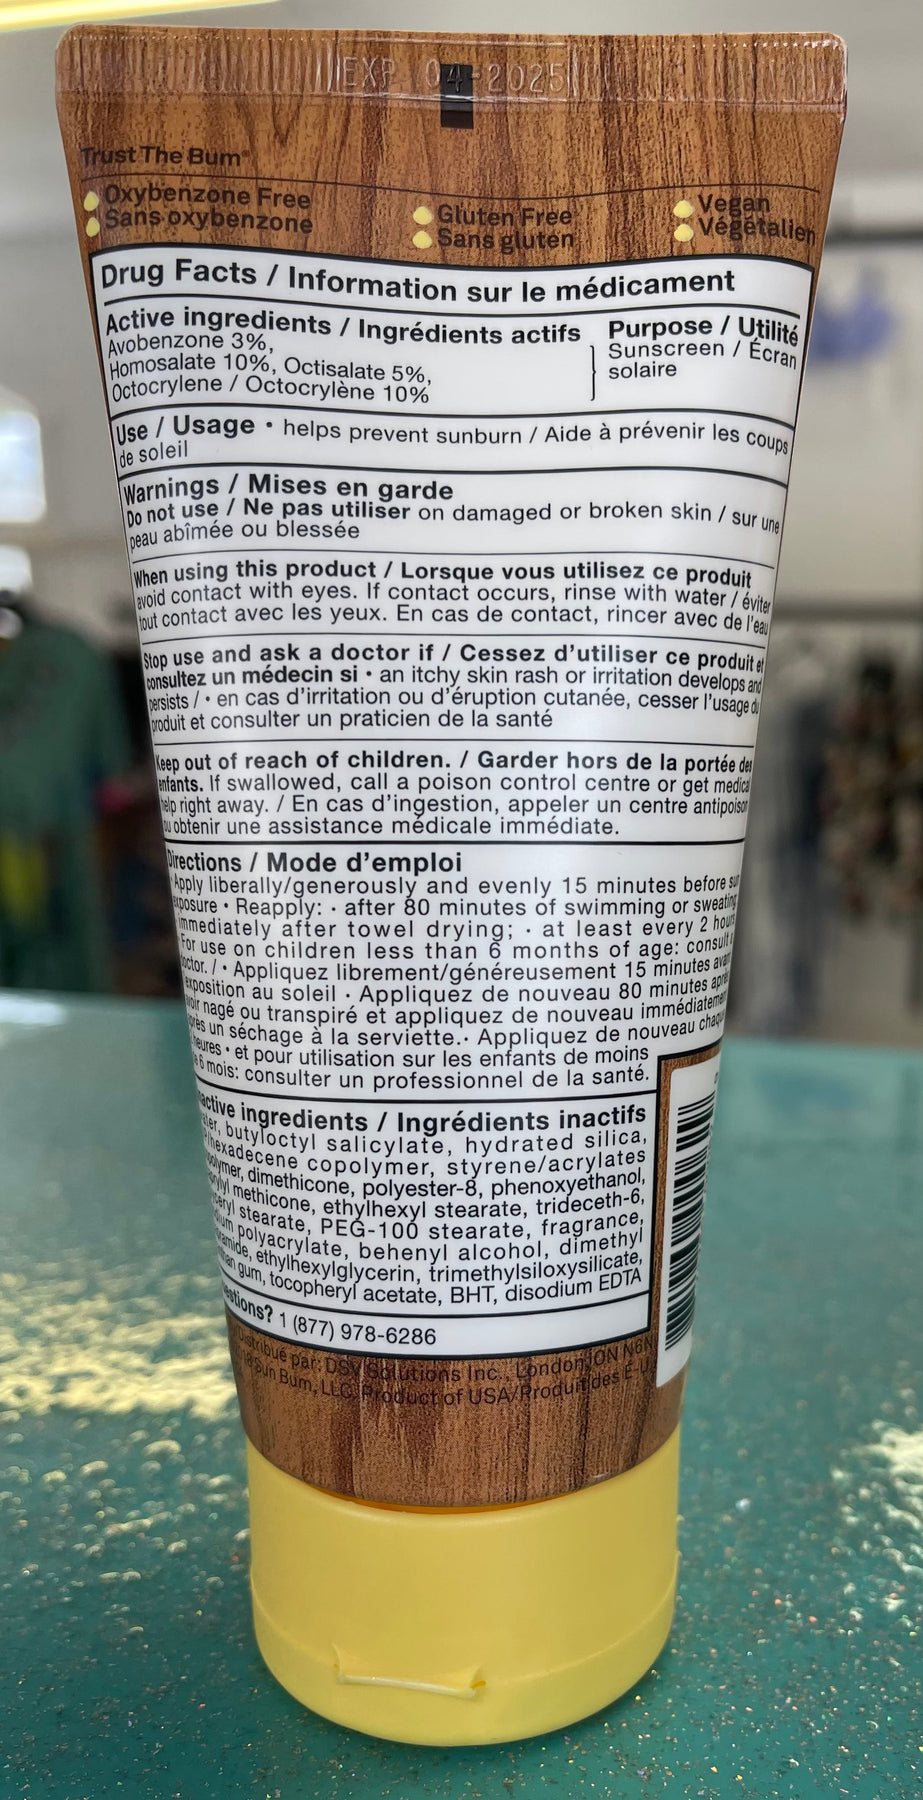 EXP 04-2025
Trust The Bum®
Oxybenzone Free
Sans oxybenzone
Gluten Free
Sans gluten
Vegan
Végétalien
Drug Facts / Information sur le médicament
Active ingredients / Ingrédients actifs
Avobenzone 3%,
Homosalate 10%, Octisalate 5%,
Octocrylene / Octocrylène 10%
Purpose / Utilité
Sunscreen / Écran
solaire
Use / Usage • helps prevent sunburn / Aide à prévenir les coups
de soleil
Warnings / Mises en garde
Do not use / Ne pas utiliser on damaged or broken skin / sur une
peau abîmée ou blessée
When using this product / Lorsque vous utilisez ce produit
avoid contact with eyes. If contact occurs, rinse with water / éviter
tout contact avec les yeux. En cas de contact, rincer avec de l'eau
Stop use and ask a doctor if / Cessez d'utiliser ce produit et
consultez un médecin si • an itchy skin rash or irritation develops and
persists / • en cas d'irritation ou d'éruption cutanée, cesser l'usage du
produit et consulter un praticien de la santé
Keep out of reach of children. / Garder hors de la portée des
enfants. If swallowed, call a poison control centre or get medical
help right away. / En cas d'ingestion, appeler un centre antipoison
ou obtenir une assistance médicale immédiate.
Directions / Mode d'emploi
• Apply liberally/generously and evenly 15 minutes before sun
exposure • Reapply: • after 80 minutes of swimming or sweating
immediately after towel drying; • at least every 2 hours
For use on children less than 6 months of age: consult a
doctor. / • Appliquez librement/généreusement 15 minutes avant
exposition au soleil • Appliquez de nouveau 80 minutes après
avoir nagé ou transpiré et appliquez de nouveau immédiatement
après un séchage à la serviette.• Appliquez de nouveau chaque
heures • et pour utilisation sur les enfants de moins
6 mois: consulter un professionnel de la santé.
active ingredients / Ingrédients inactifs
butyloctyl salicylate, hydrated silica,
hexadecene copolymer, styrene/acrylates
dimethicone, polyester-8, phenoxyethanol,
methicone, ethylhexyl stearate, trideceth-6,
stearate, PEG-100 stearate, fragrance,
polyacrylate, behenyl alcohol, dimethyl
ethylhexylglycerin, trimethylsiloxysilicate,
gum, tocopheryl acetate, BHT, disodium EDTA
estions? 1 (877) 978-6286
Distribué par: DSV Solutions Inc., London, ON N6N
Sun Bum, LLC. Product of USA/Produit des É-U.